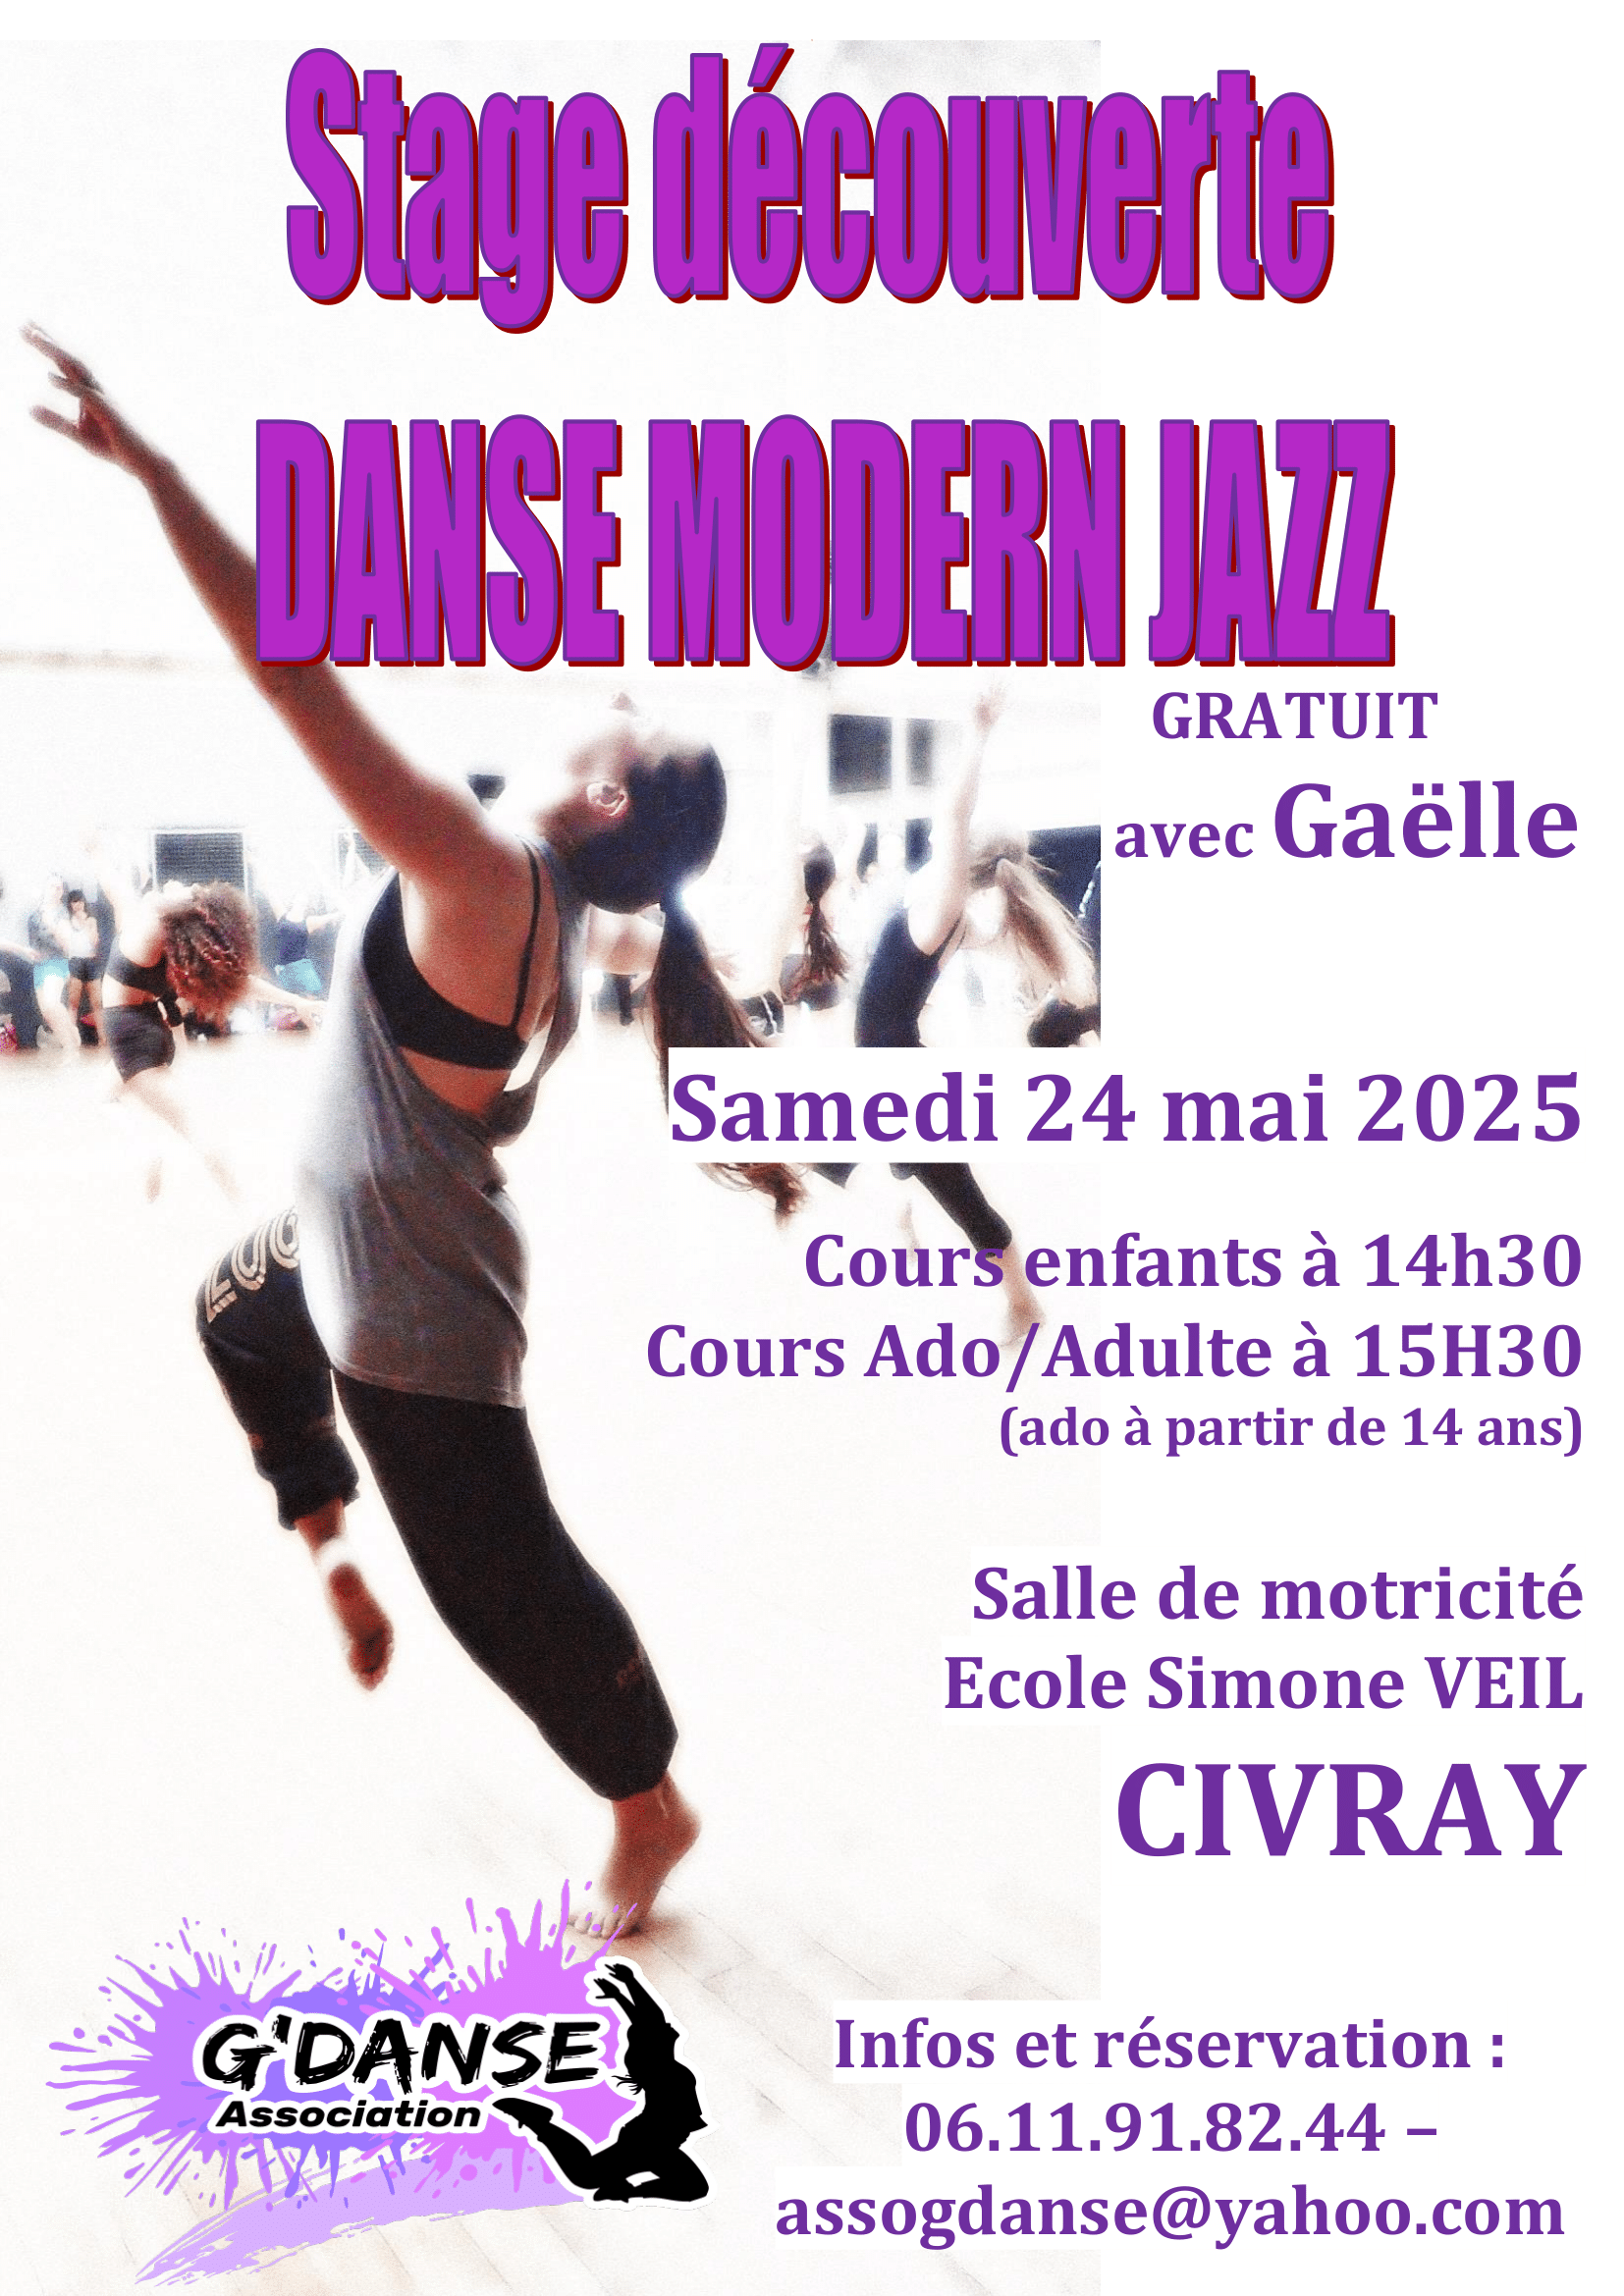 Stage découverte
DANSE MODERN JAZZ
GRATUIT
avec Gaëlle
Samedi 24 mai 2025
Cours enfants à 14h30
Cours Ado/Adulte à 15H30
(ado à partir de 14 ans)
Salle de motricité
Ecole Simone VEIL
CIVRAY
G'DANSE
Association
Infos et réservation :
06.11.91.82.44 –
assogdanse@yahoo.com